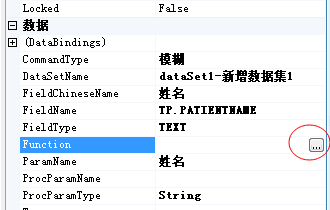 Locked False
数据
(DataBindings)
CommandType 模糊
DataSetName dataSet1-新增数据集1
FieldChineseName 姓名
FieldName TP.PATIENTNAME
FieldType TEXT
Function ...
ParamName 姓名
ProcParamName
ProcParamType String